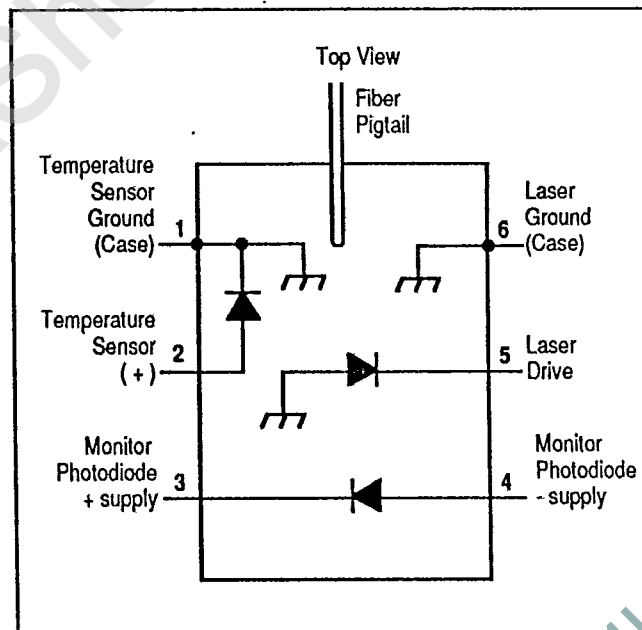 Top View
Fiber
Pigtail
Temperature
Sensor
Ground
(Case)
1
6
Laser
Ground
(Case)
Temperature
Sensor
(+)
2
5
Laser
Drive
Monitor
Photodiode
+ supply
3
4
Monitor
Photodiode
- supply